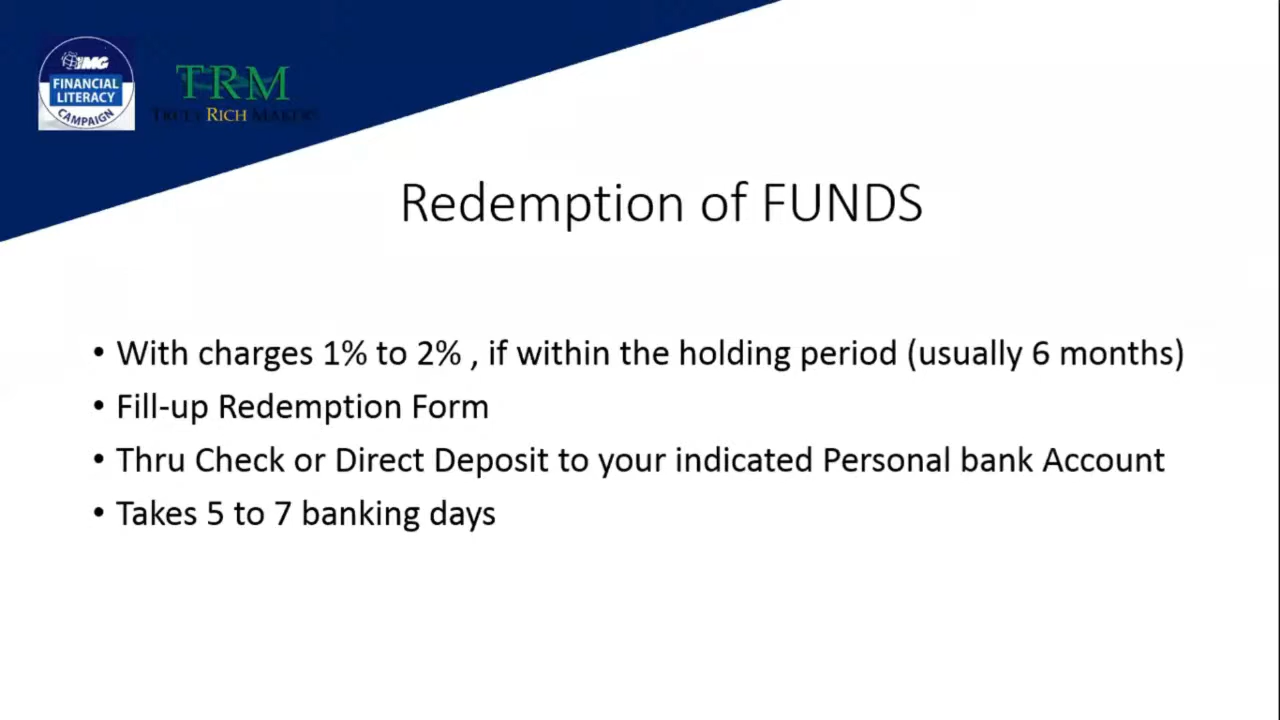 IMG
FINANCIAL
LITERACY
CAMPAIGN
TRM
TRULY RICH MAKERS
Redemption of FUNDS
• With charges 1% to 2% , if within the holding period (usually 6 months)
• Fill-up Redemption Form
• Thru Check or Direct Deposit to your indicated Personal bank Account
• Takes 5 to 7 banking days